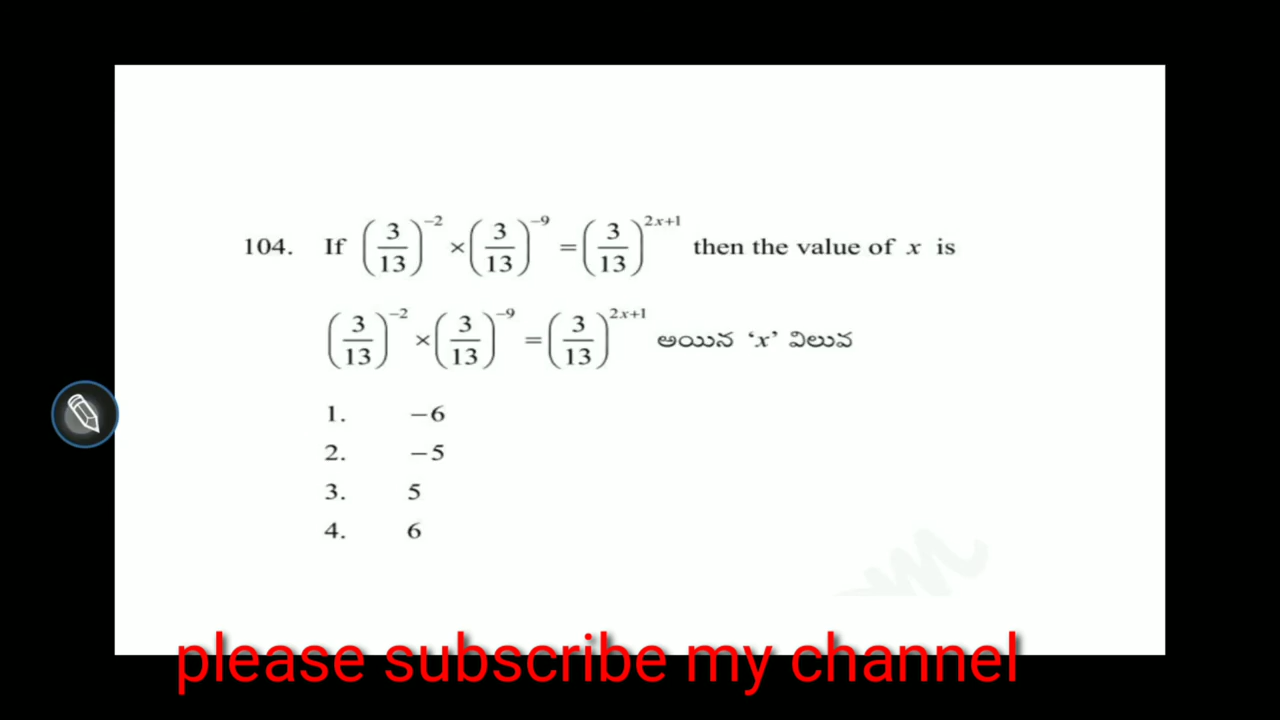 104. If (3/13)^−2 × (3/13)^−9 = (3/13)^2x+1 then the value of x is
(3/13)^−2 × (3/13)^−9 = (3/13)^2x+1 అయిన ‘x’ విలువ
1. −6
2. −5
3. 5
4. 6
please subscribe my channel